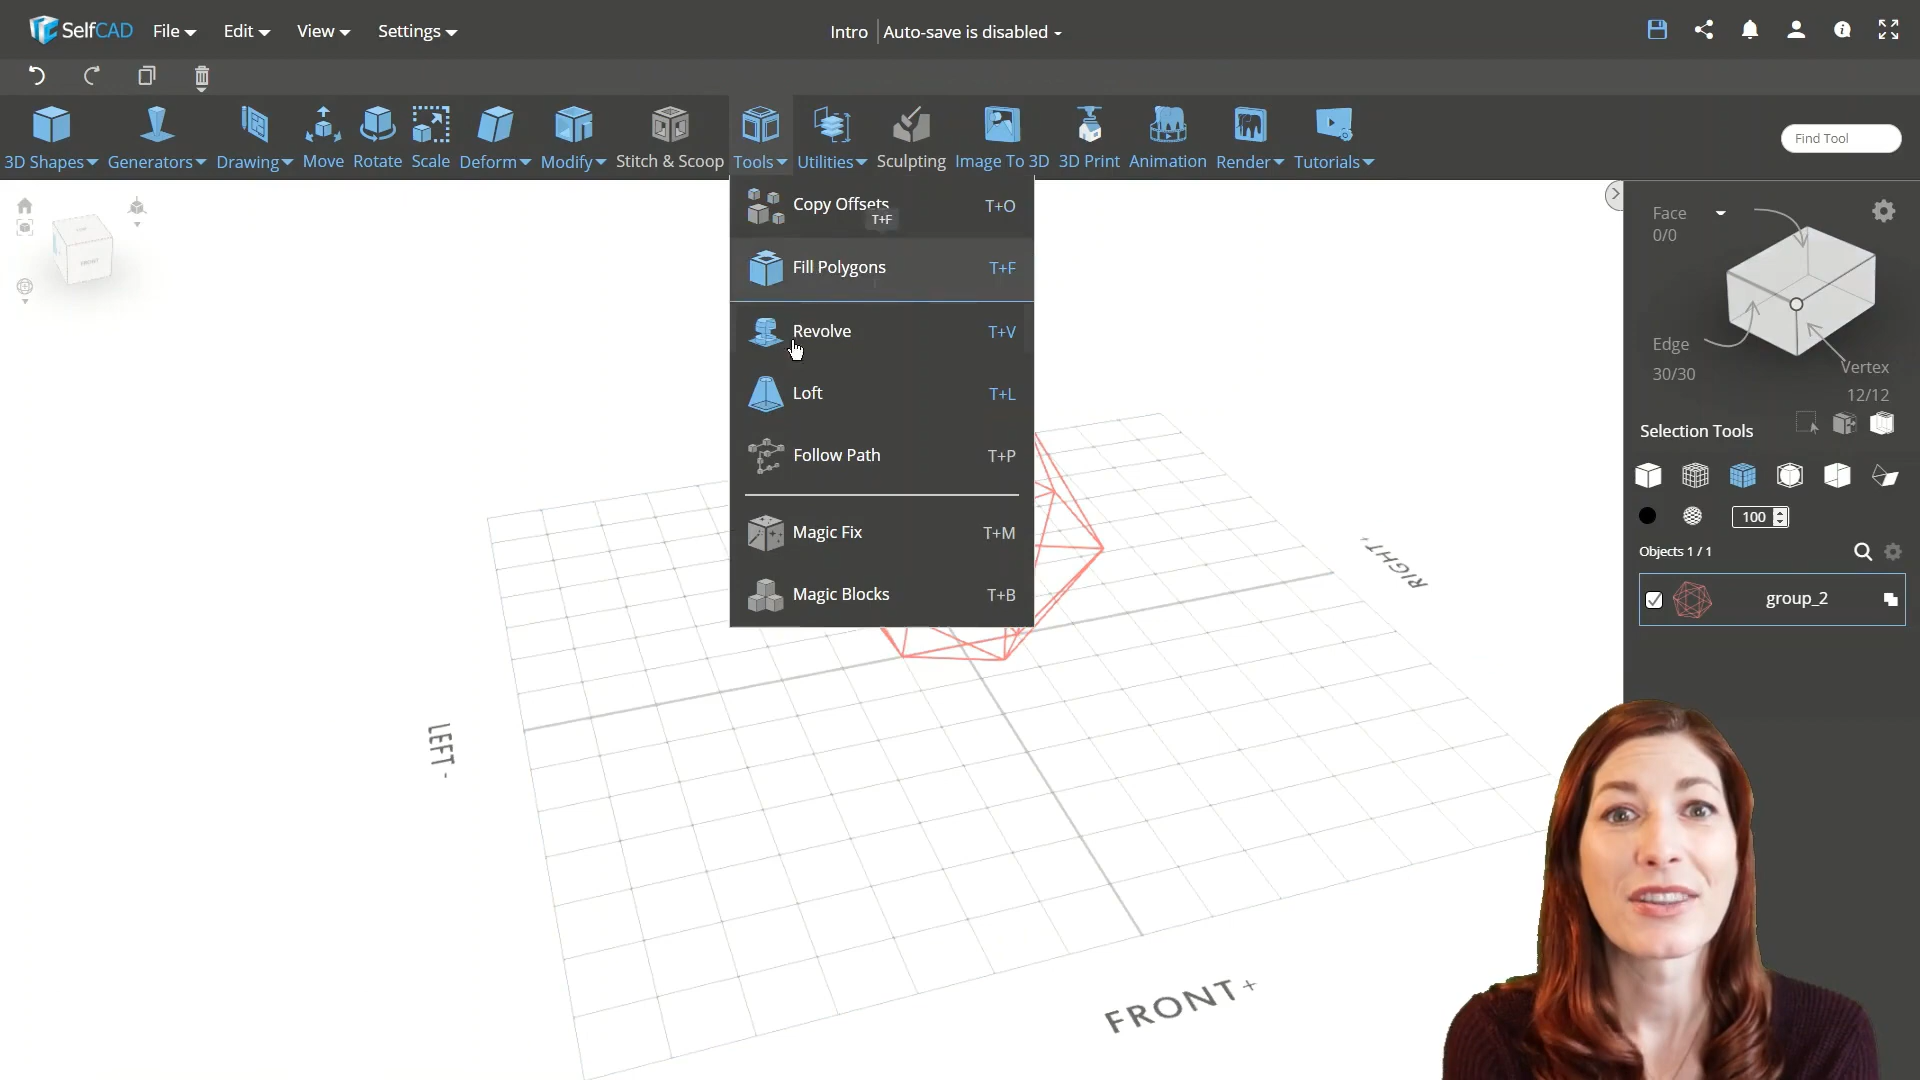 SelfCAD File Edit View Settings Intro Auto-save is disabled
3D Shapes Generators Drawing Move Rotate Scale Deform Modify Stitch & Scoop Tools Utilities Sculpting Image To 3D 3D Print Animation Render Tutorials Find Tool
Copy Offsets T+O
T+F
Fill Polygons T+F
Revolve T+V
Loft T+L
Follow Path T+P
Magic Fix T+M
Magic Blocks T+B
TOP
FRONT
LEFT -
RIGHT+
FRONT+
Face
0/0
Edge
30/30
Vertex
12/12
Selection Tools
100
Objects 1 / 1
group_2